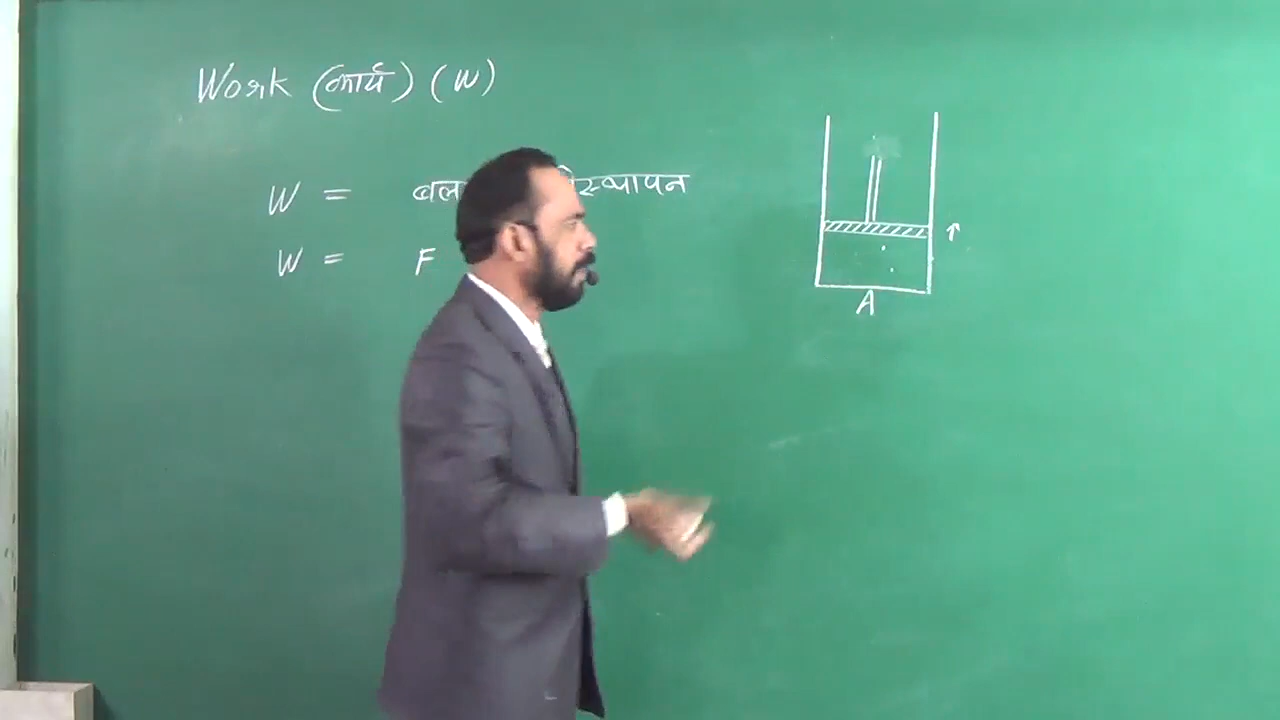 Work (कार्य) (W)
W = बल स्थापन
W = F
A